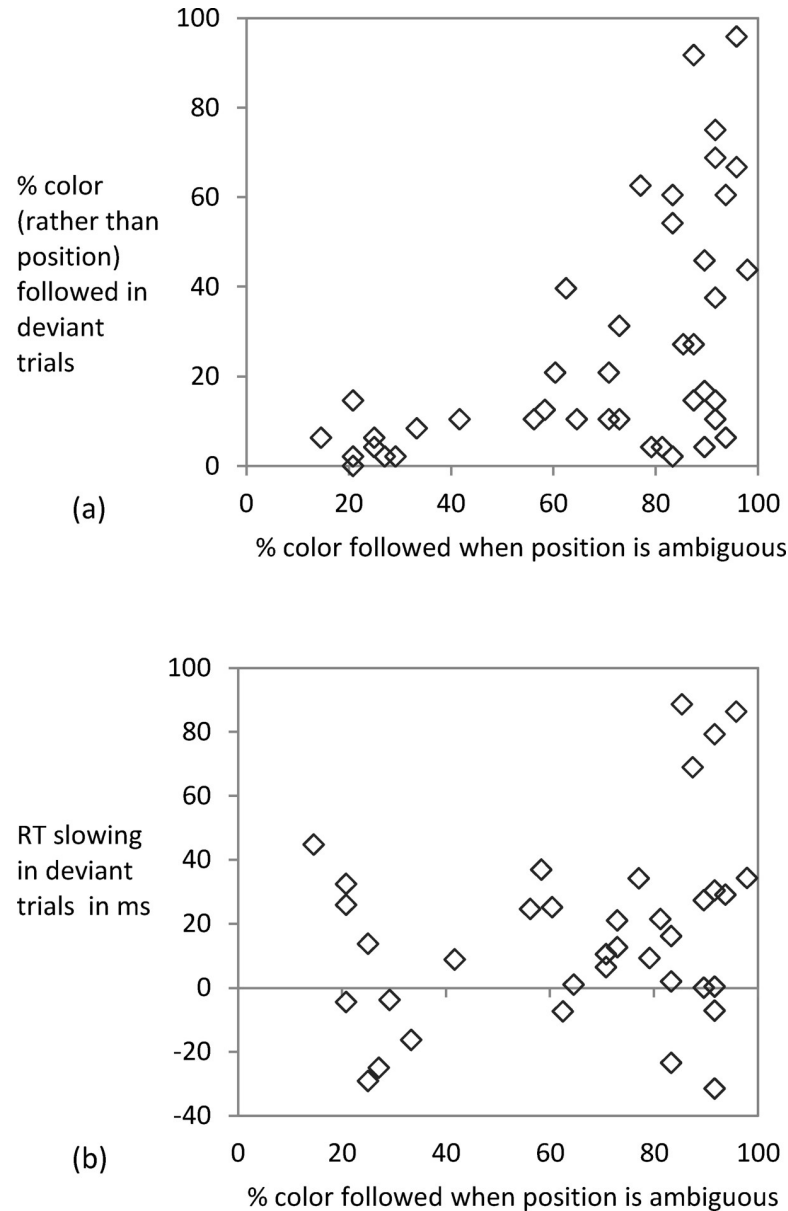 100
80
60
40
20
0
% color
(rather than
position)
followed in
deviant
trials
0 20 40 60 80 100
(a)
% color followed when position is ambiguous
100
80
60
40
20
0
-20
-40
RT slowing
in deviant
trials in ms
0 20 40 60 80 100
(b)
% color followed when position is ambiguous